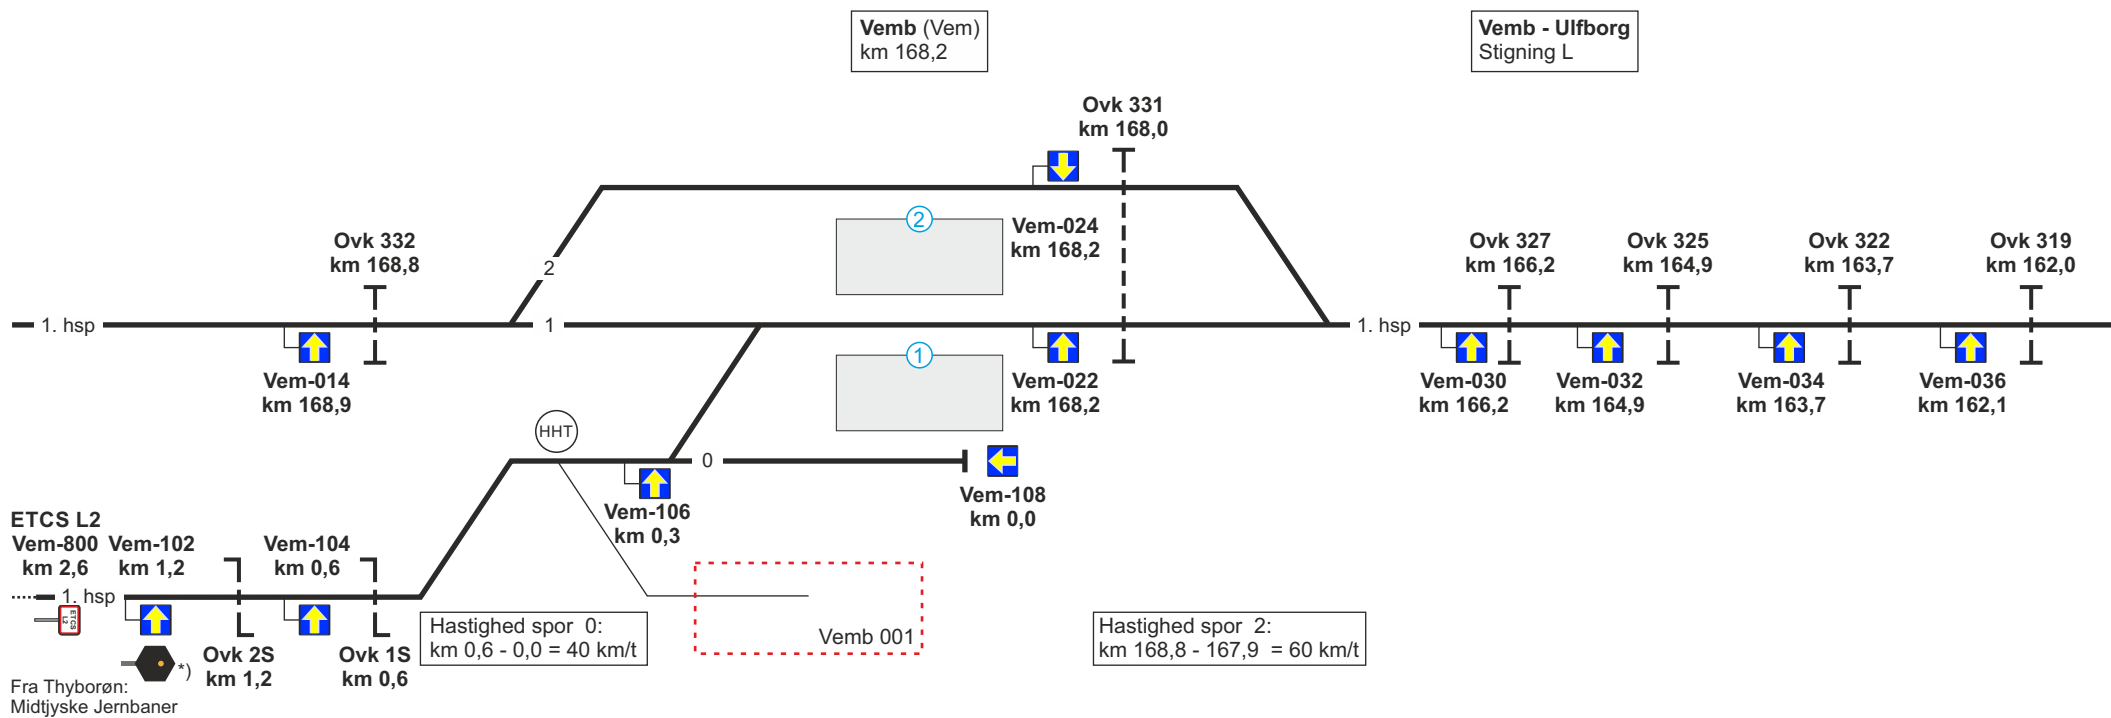 Vemb (Vem)
km 168,2
Vemb - Ulfborg
Stigning L
Ovk 331
km 168,0
2
Vem-024
km 168,2
Ovk 332
km 168,8
2
Ovk 327
km 166,2
Ovk 325
km 164,9
Ovk 322
km 163,7
Ovk 319
km 162,0
1. hsp
1
1. hsp
Vem-014
km 168,9
1
Vem-022
km 168,2
Vem-030
km 166,2
Vem-032
km 164,9
Vem-034
km 163,7
Vem-036
km 162,1
HHT
0
Vem-106
km 0,3
Vem-108
km 0,0
ETCS L2
Vem-800
km 2,6
Vem-102
km 1,2
Vem-104
km 0,6
1. hsp
ETCS
L2
*)
Ovk 2S
km 1,2
Ovk 1S
km 0,6
Hastighed spor 0:
km 0,6 - 0,0 = 40 km/t
Vemb 001
Hastighed spor 2:
km 168,8 - 167,9 = 60 km/t
Fra Thyborøn:
Midtjyske Jernbaner